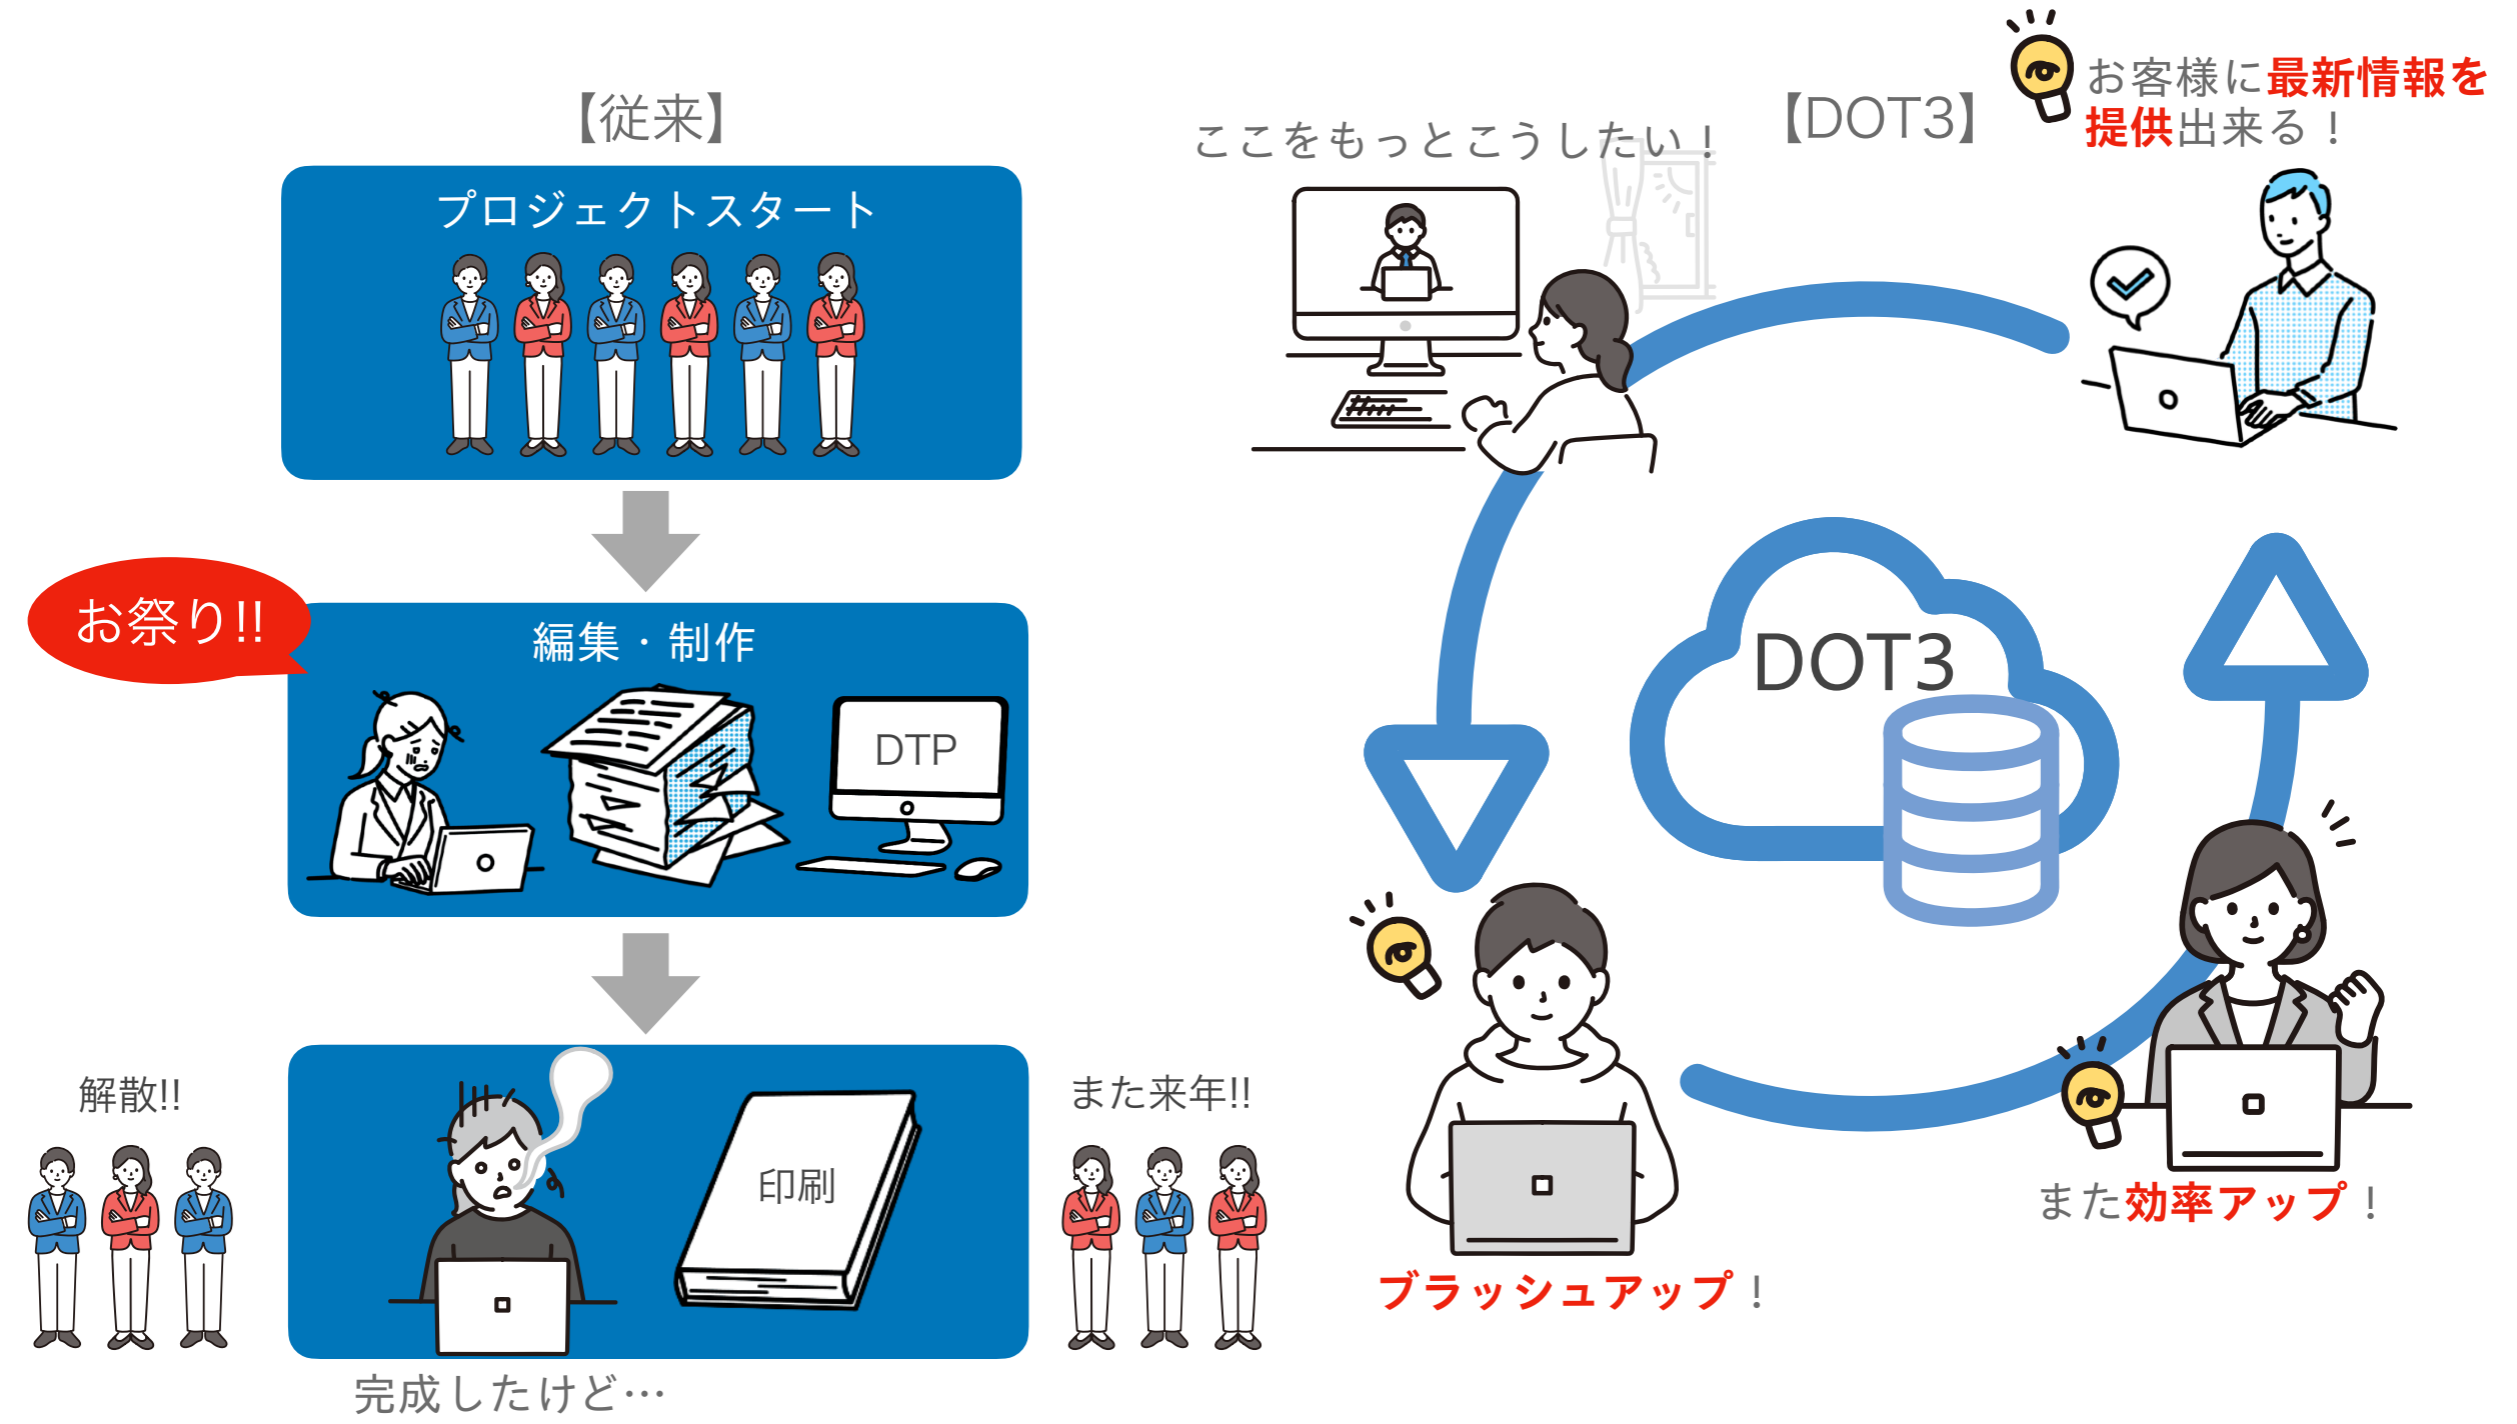 【従来】
プロジェクトスタート
お祭り!!
編集・制作
DTP
解散!!
印刷
また来年!!
完成したけど…
【DOT3】
ここをもっとこうしたい！
お客様に最新情報を
提供出来る！
DOT3
ブラッシュアップ！
また効率アップ！